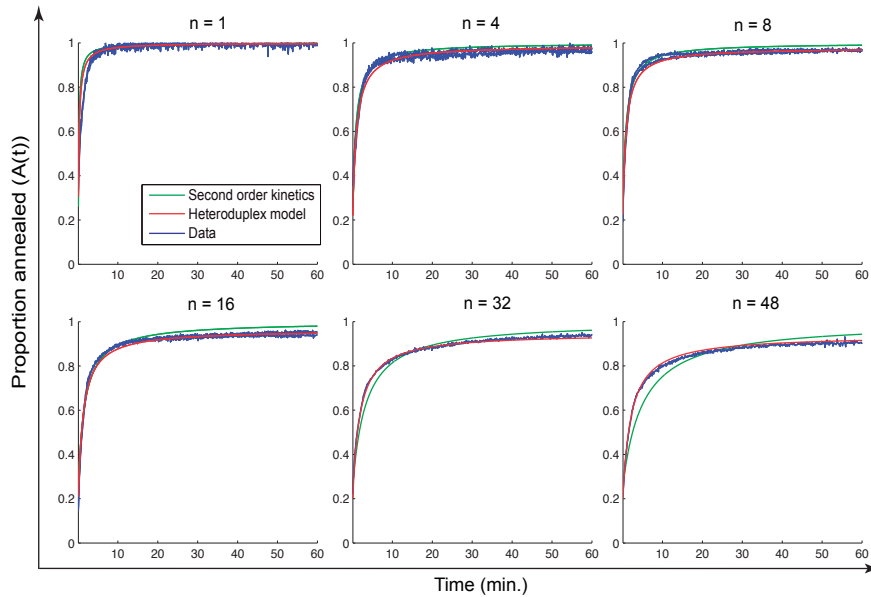 n = 1
n = 4
n = 8
1
0.8
0.6
0.4
0.2
0
10 20 30 40 50 60
Second order kinetics
Heteroduplex model
Data
1
0.8
0.6
0.4
0.2
0
10 20 30 40 50 60
1
0.8
0.6
0.4
0.2
0
10 20 30 40 50 60
n = 16
n = 32
n = 48
1
0.8
0.6
0.4
0.2
0
10 20 30 40 50 60
1
0.8
0.6
0.4
0.2
0
10 20 30 40 50 60
1
0.8
0.6
0.4
0.2
0
10 20 30 40 50 60
Proportion annealed (A(t))
Time (min.)